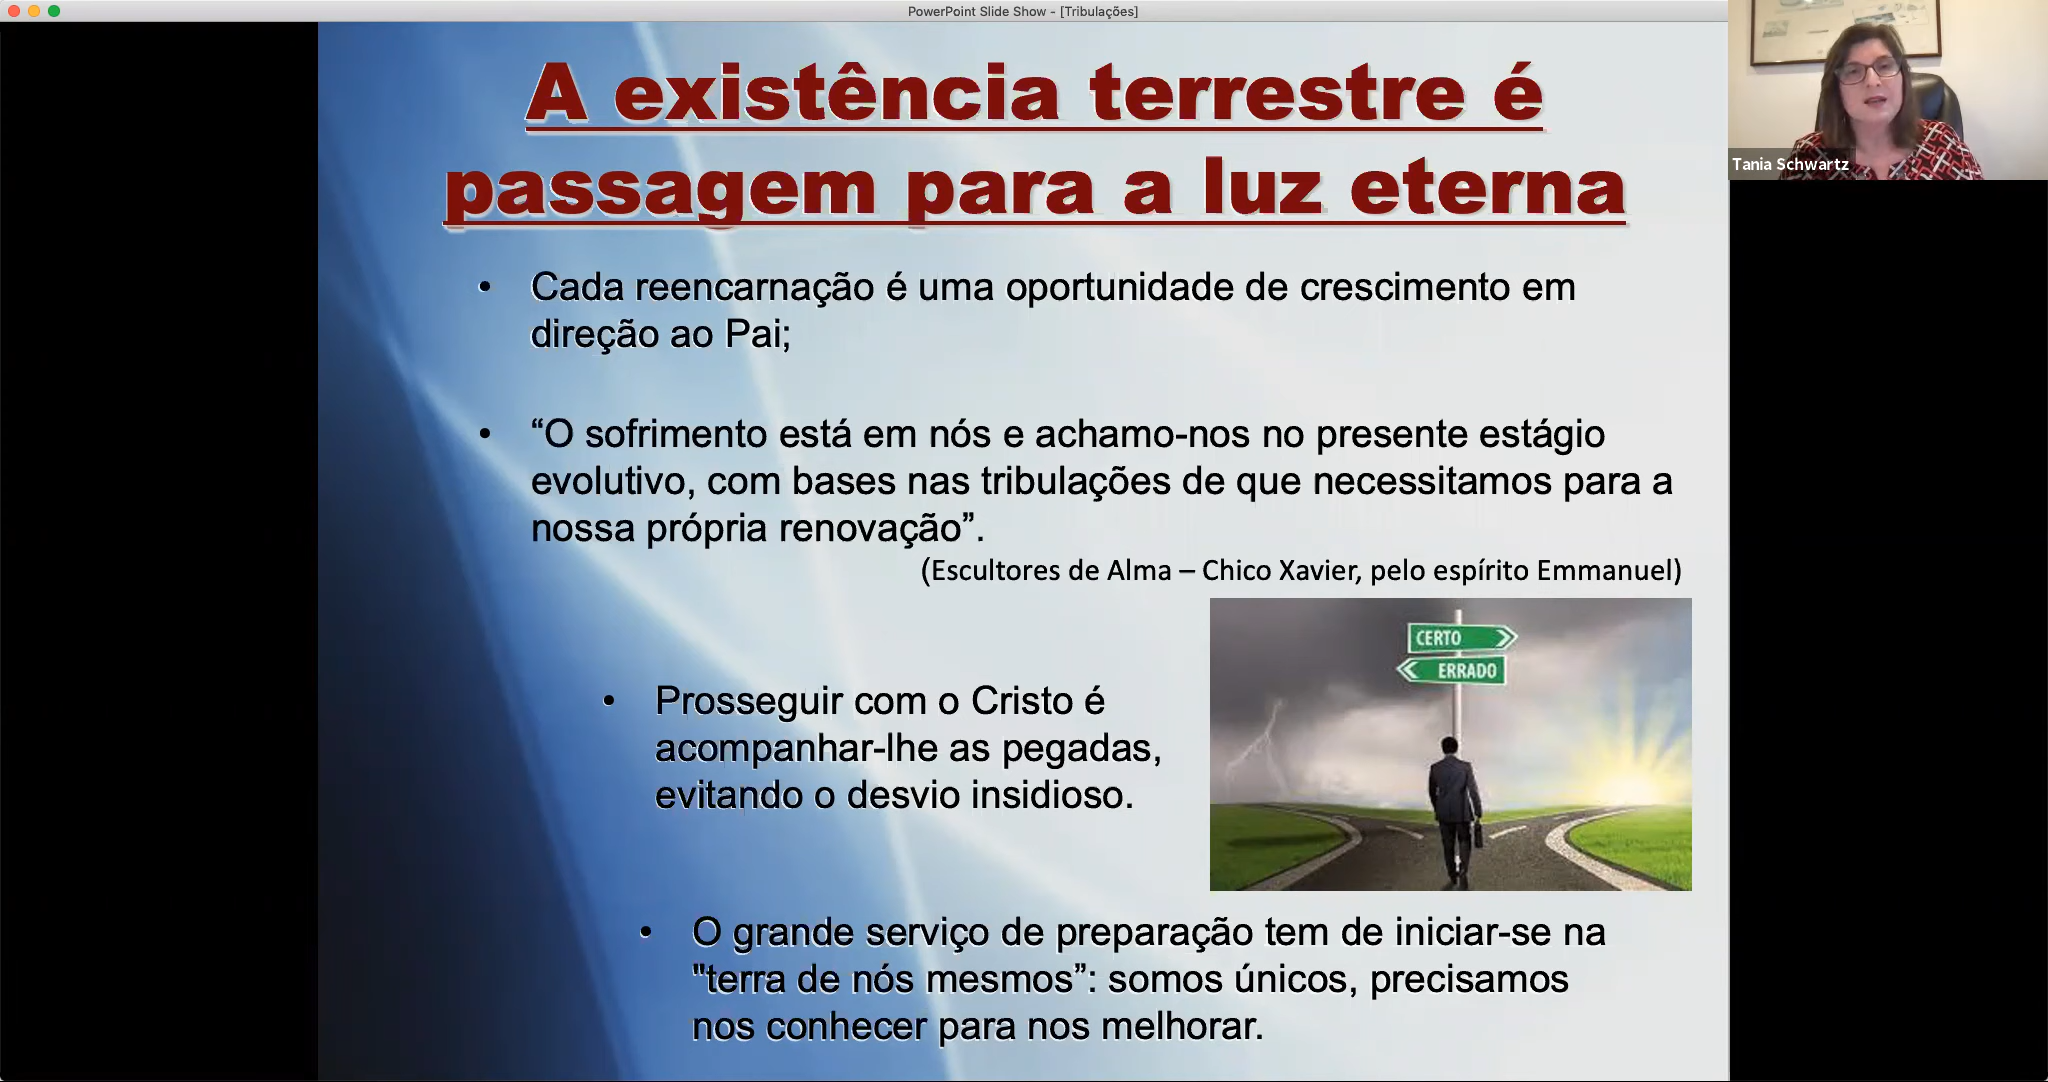 PowerPoint Slide Show - [Tribulações]
A existência terrestre é
passagem para a luz eterna
Tania Schwartz
• Cada reencarnação é uma oportunidade de crescimento em
direção ao Pai;
• “O sofrimento está em nós e achamo-nos no presente estágio
evolutivo, com bases nas tribulações de que necessitamos para a
nossa própria renovação”.
(Escultores de Alma – Chico Xavier, pelo espírito Emmanuel)
CERTO
ERRADO
• Prosseguir com o Cristo é
acompanhar-lhe as pegadas,
evitando o desvio insidioso.
• O grande serviço de preparação tem de iniciar-se na
"terra de nós mesmos”: somos únicos, precisamos
nos conhecer para nos melhorar.